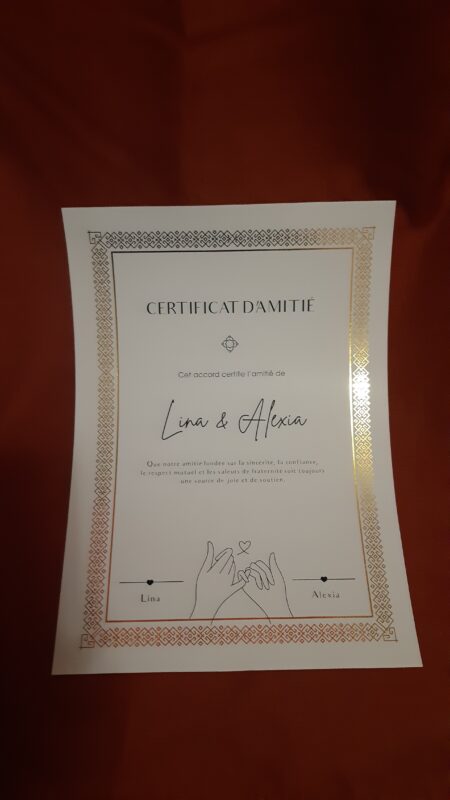 CERTIFICAT D'AMITIÉ
Cet accord certifie l'amitié de
Lina & Alexia
Que notre amitié fondée sur la sincérité, la confiance,
le respect mutuel et les valeurs de fraternité soit toujours
une source de joie et de soutien.
Lina
Alexia